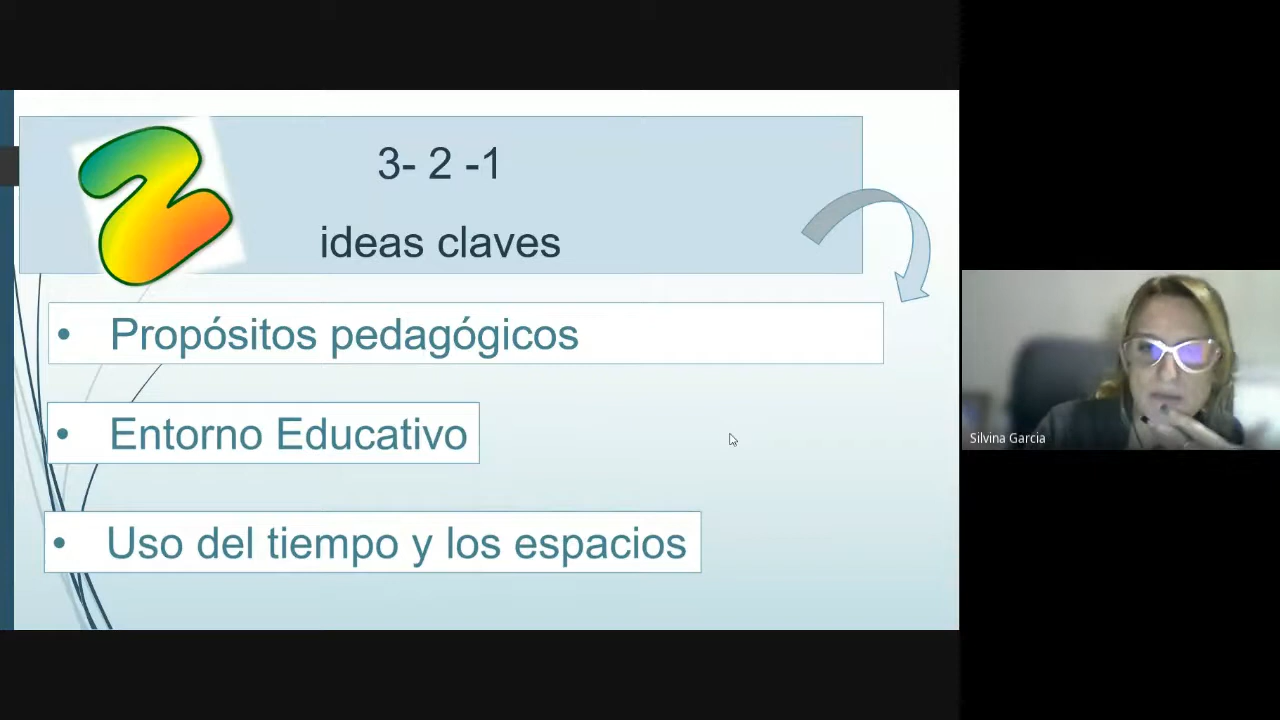 3- 2 -1
ideas claves
• Propósitos pedagógicos
• Entorno Educativo
• Uso del tiempo y los espacios
Silvina Garcia